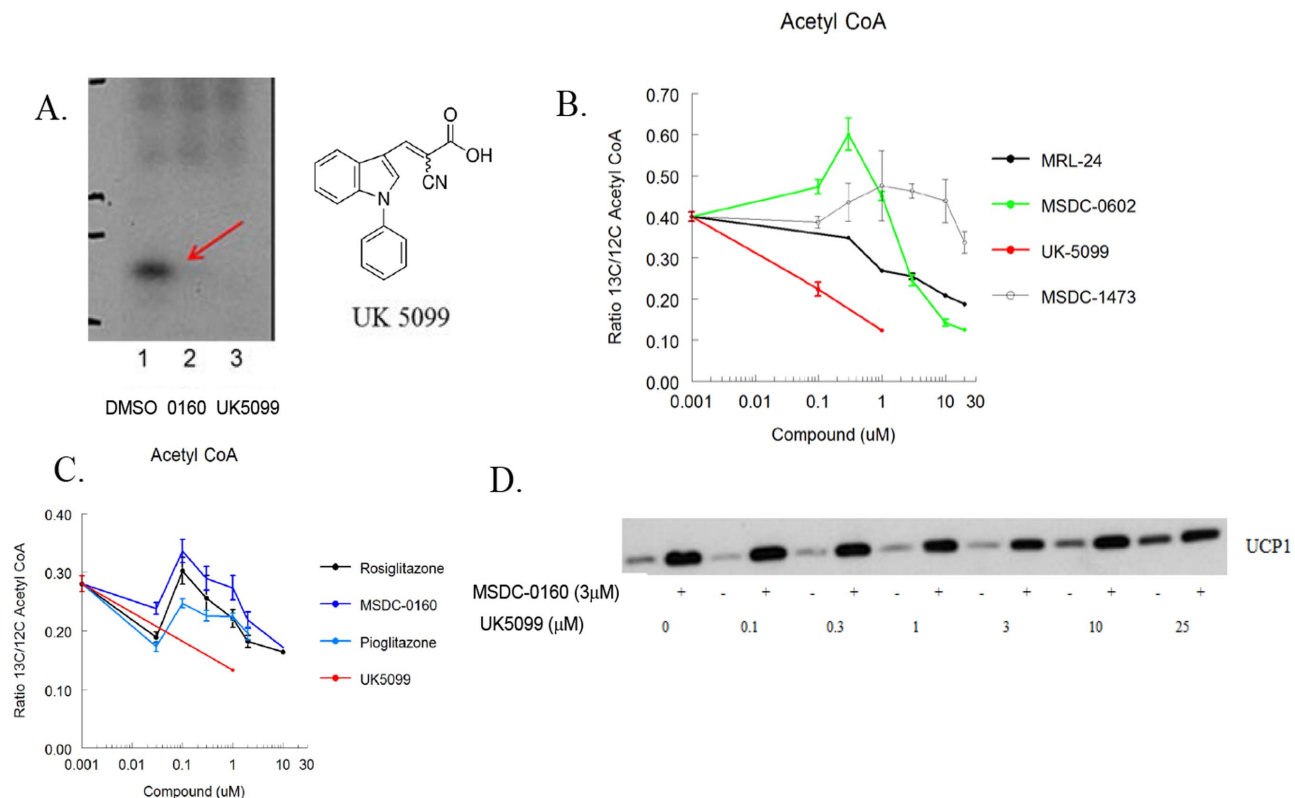 Acetyl CoA
A.
B.
O
OH
CN
N
UK 5099
1 2 3
DMSO 0160 UK5099
Ratio 13C/12C Acetyl CoA
0.70
0.60
0.50
0.40
0.30
0.20
0.10
0.00
0.001 0.1 1 10 30
Compound (uM)
MRL-24
MSDC-0602
UK-5099
MSDC-1473
C.
Acetyl CoA
Ratio 13C/12C Acetyl CoA
0.40
0.30
0.20
0.10
0.00
0.001 0.1 1 10 30
Compound (uM)
Rosiglitazone
MSDC-0160
Pioglitazone
UK5099
D.
UCP1
MSDC-0160 (3μM) + - + - + - + - + - + - +
UK5099 (μM) 0 0.1 0.3 1 3 10 25